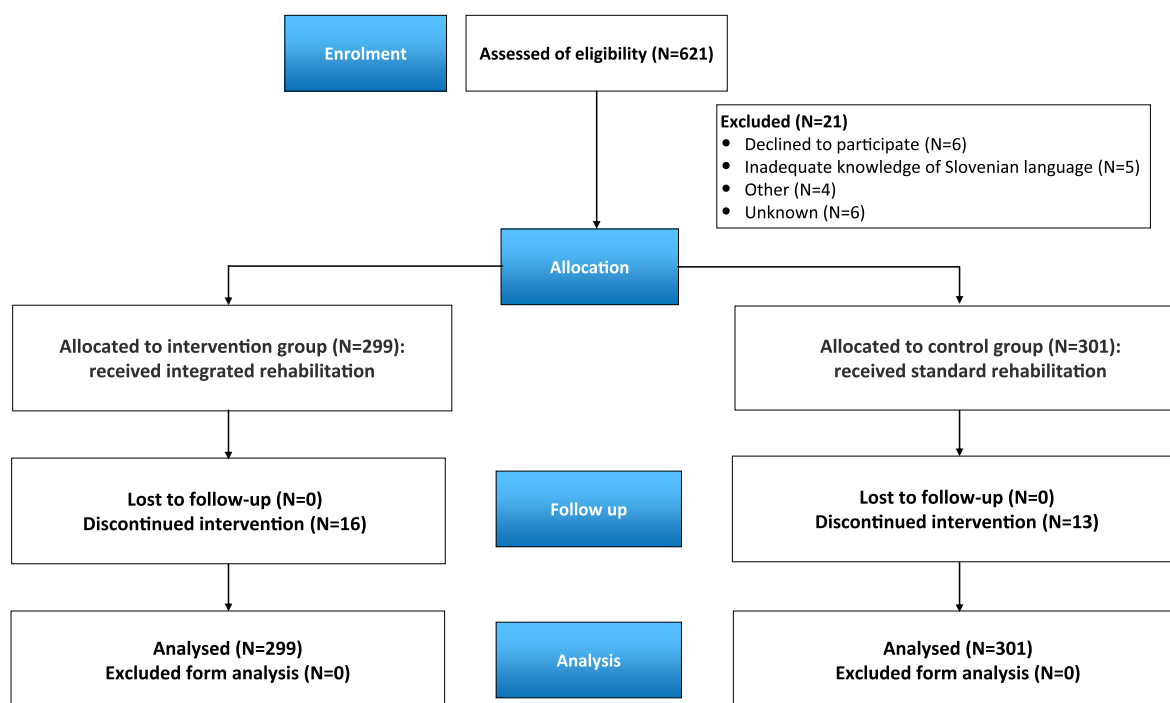 Enrolment
Assessed of eligibility (N=621)
Excluded (N=21)
• Declined to participate (N=6)
• Inadequate knowledge of Slovenian language (N=5)
• Other (N=4)
• Unknown (N=6)
Allocation
Allocated to intervention group (N=299):
received integrated rehabilitation
Allocated to control group (N=301):
received standard rehabilitation
Lost to follow-up (N=0)
Discontinued intervention (N=16)
Follow up
Lost to follow-up (N=0)
Discontinued intervention (N=13)
Analysed (N=299)
Excluded form analysis (N=0)
Analysis
Analysed (N=301)
Excluded form analysis (N=0)